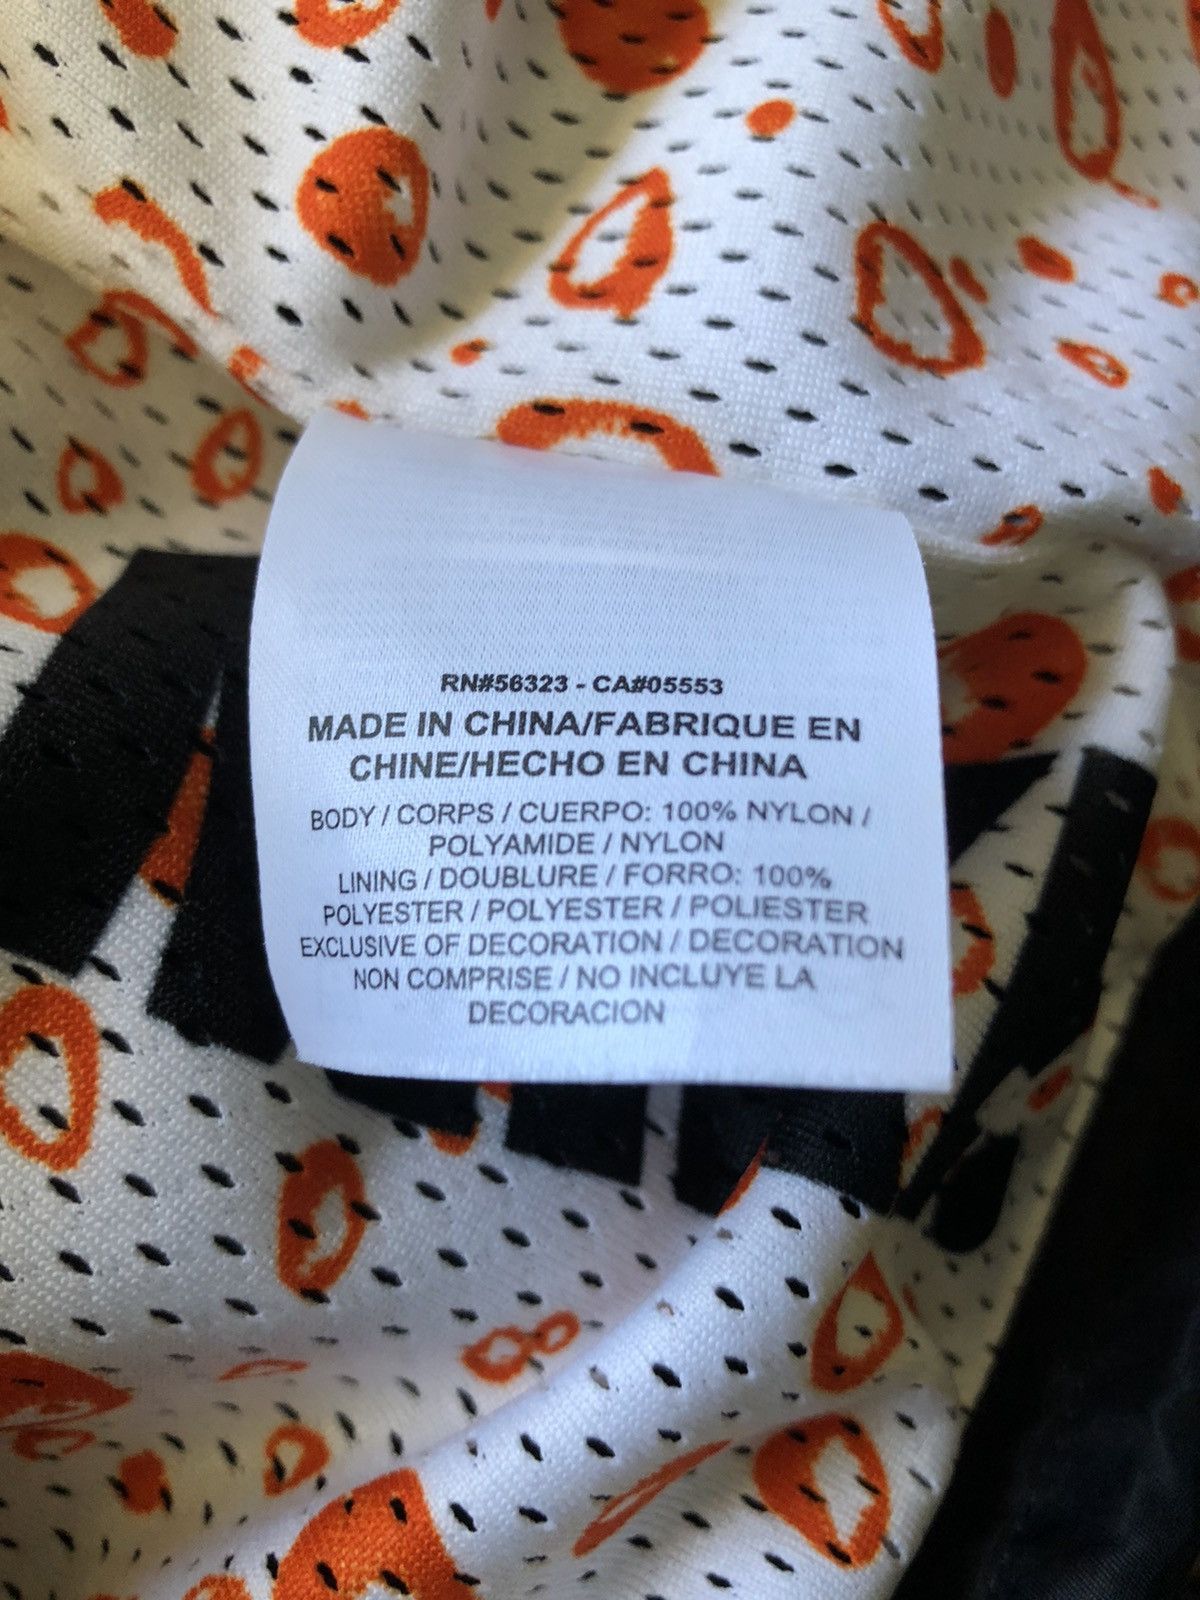 RN#56323 - CA#05553
MADE IN CHINA/FABRIQUE EN
CHINE/HECHO EN CHINA
BODY / CORPS / CUERPO: 100% NYLON /
POLYAMIDE / NYLON
LINING / DOUBLURE / FORRO: 100%
POLYESTER / POLYESTER / POLIESTER
EXCLUSIVE OF DECORATION / DECORATION
NON COMPRISE / NO INCLUYE LA
DECORACION